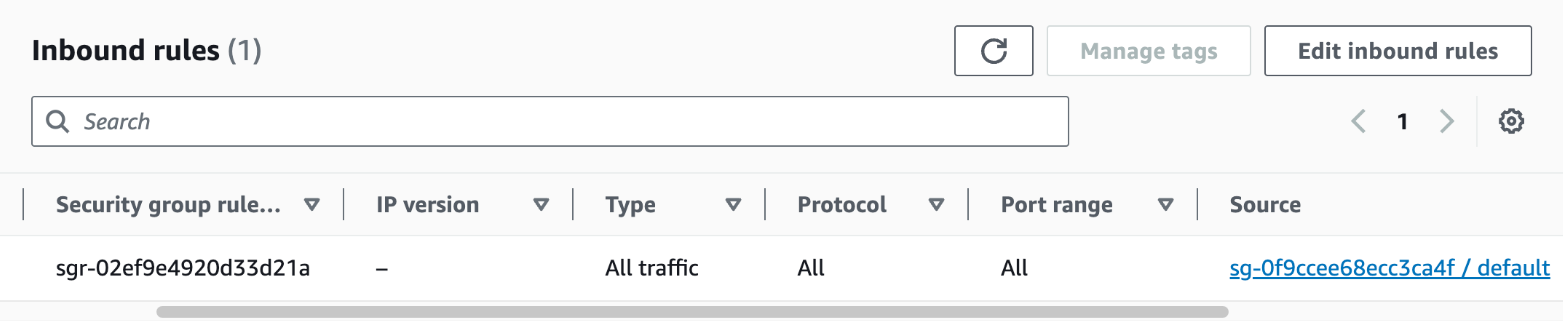 Inbound rules (1)
Manage tags
Edit inbound rules
Search
1
Security group rule... IP version Type Protocol Port range Source
sgr-02ef9e4920d33d21a – All traffic All All sg-0f9ccee68ecc3ca4f / default